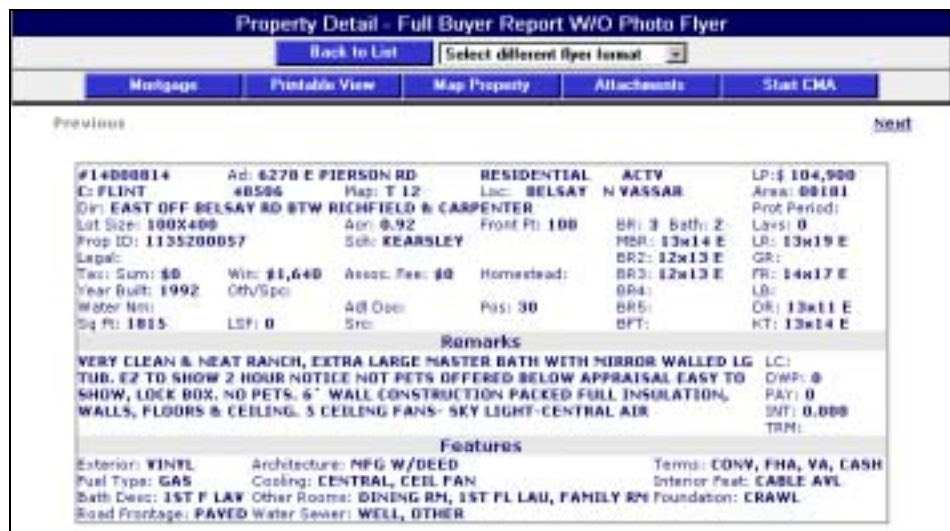 Property Detail - Full Buyer Report W/O Photo Flyer
Back to List Select different flyer format
Mortgage Printable View Map Property Attachments Start CMA
Previous Next
#14000814 Ad: 6278 E PIERSON RD RESIDENTIAL ACTV LP:$ 104,900
C: FLINT 48506 Map: T 12 Loc: BELSAY N VASSAR Area: 00101
Dir: EAST OFF BELSAY RD BTW RICHFIELD & CARPENTER Prot Period:
Lot Size: 100X400 Acr: 0.92 Front Ft: 100 BR: 3 Bath: 2 Lavs: 0
Prop ID: 1135200057 Sch: KEARSLEY MBR: 13x14 E LR: 13x19 E
Legal: BR2: 12x13 E GR:
Tax: Sum: $0 Win: $1,640 Assoc. Fee: $0 Homestead: BR3: 12x13 E FR: 14x17 E
Year Built: 1992 Oth/Spc: BR4: LB:
Water Nm: Adl Doc: Pos: 30 BR5: DR: 13x11 E
Sq Ft: 1815 LSF: 0 Src: BFT: KT: 13x14 E
Remarks
VERY CLEAN & NEAT RANCH, EXTRA LARGE MASTER BATH WITH MIRROR WALLED LG LC:
TUB. EZ TO SHOW 2 HOUR NOTICE NOT PETS OFFERED BELOW APPRAISAL EASY TO DWP: 0
SHOW, LOCK BOX. NO PETS. 6` WALL CONSTRUCTION PACKED FULL INSULATION, PAY: 0
WALLS, FLOORS & CEILING. 5 CEILING FANS- SKY LIGHT-CENTRAL AIR INT: 0.000
TRM:
Features
Exterior: VINYL Architecture: MFG W/DEED Terms: CONV, FHA, VA, CASH
Fuel Type: GAS Cooling: CENTRAL, CEIL FAN Interior Feat: CABLE AVL
Bath Desc: 1ST F LAV Other Rooms: DINING RM, 1ST FL LAU, FAMILY RM Foundation: CRAWL
Road Frontage: PAVED Water Sewer: WELL, OTHER